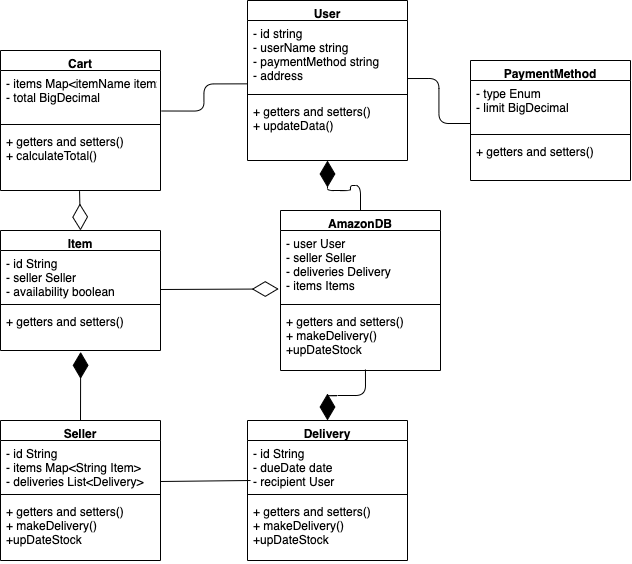 User
- id string
- userName string
- paymentMethod string
- address
+ getters and setters()
+ updateData()
Cart
- items Map<itemName item
- total BigDecimal
+ getters and setters()
+ calculateTotal()
PaymentMethod
- type Enum
- limit BigDecimal
+ getters and setters()
Item
- id String
- seller Seller
- availability boolean
+ getters and setters()
AmazonDB
- user User
- seller Seller
- deliveries Delivery
- items Items
+ getters and setters()
+ makeDelivery()
+upDateStock
Seller
- id String
- items Map<String Item>
- deliveries List<Delivery>
+ getters and setters()
+ makeDelivery()
+upDateStock
Delivery
- id String
- dueDate date
- recipient User
+ getters and setters()
+ makeDelivery()
+upDateStock